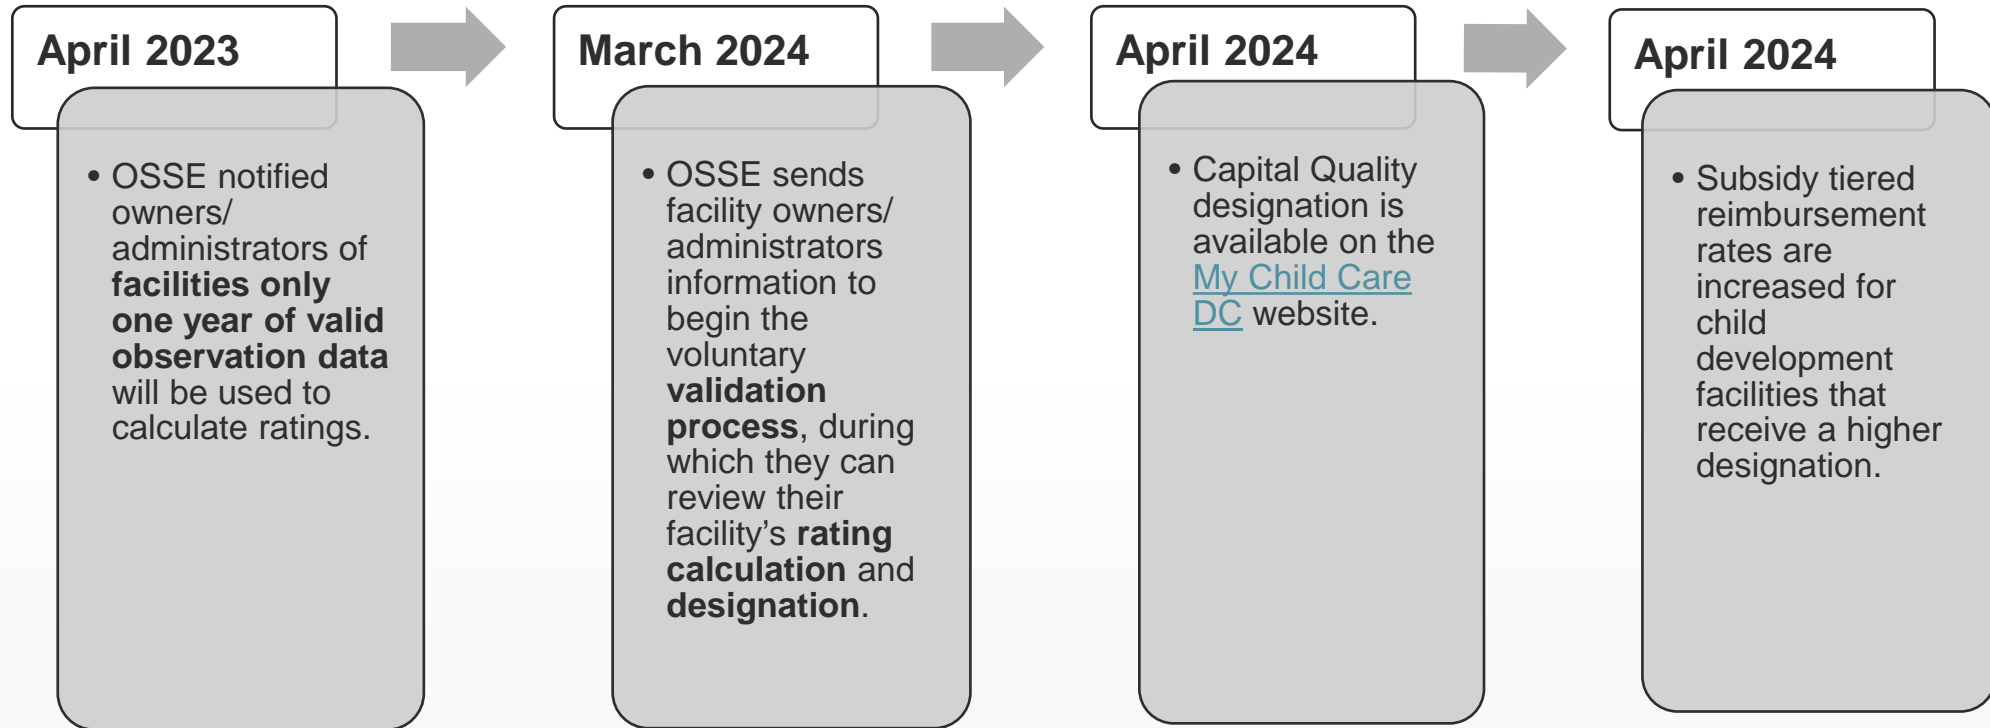 April 2023
• OSSE notified
owners/
administrators of
facilities only
one year of valid
observation data
will be used to
calculate ratings.
March 2024
• OSSE sends
facility owners/
administrators
information to
begin the
voluntary
validation
process, during
which they can
review their
facility’s rating
calculation and
designation.
April 2024
• Capital Quality
designation is
available on the
My Child Care
DC website.
April 2024
• Subsidy tiered
reimbursement
rates are
increased for
child
development
facilities that
receive a higher
designation.